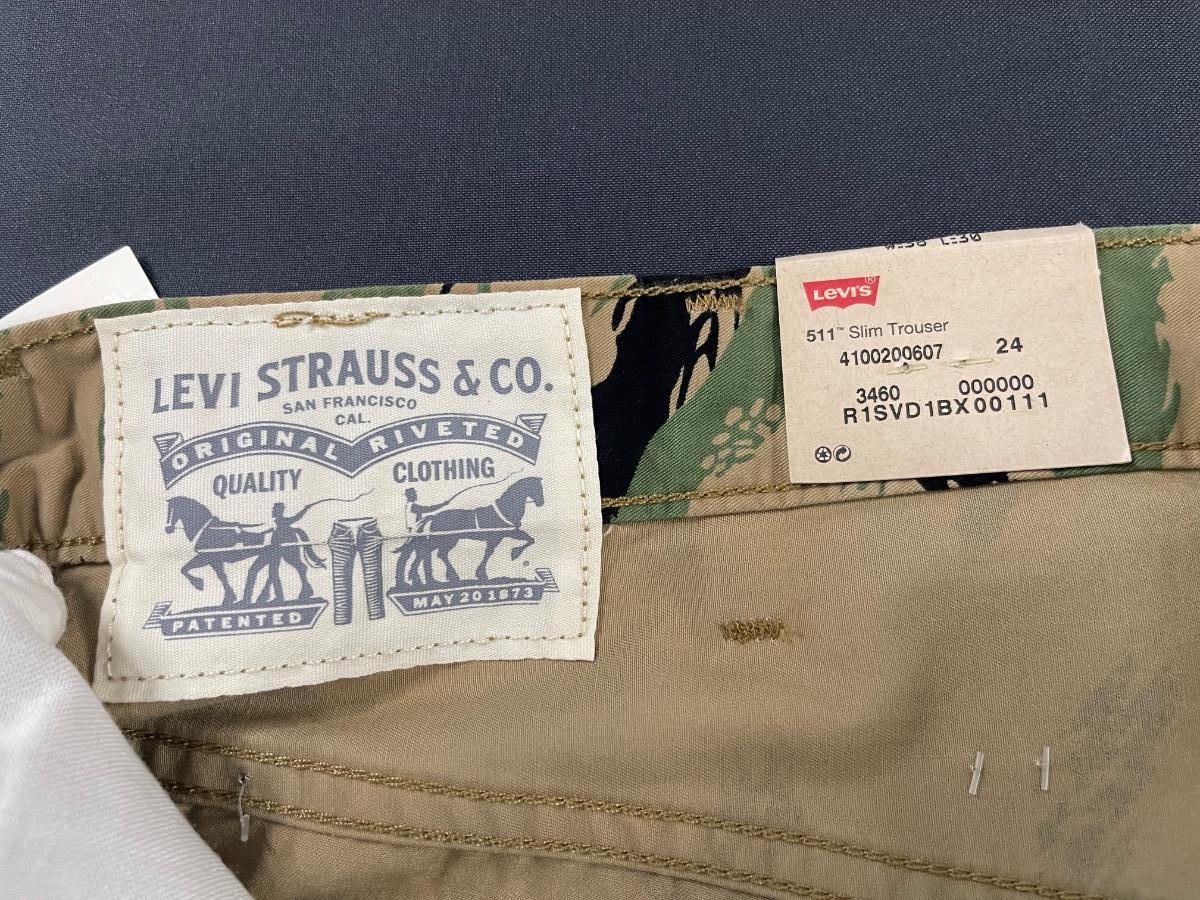 LEVI STRAUSS & CO.
SAN FRANCISCO
CAL.
ORIGINAL RIVETED
QUALITY CLOTHING
PATENTED
MAY 20 1873
Levi's®
511™ Slim Trouser
4100200607 24
3460 000000
R1SVD1BX00111